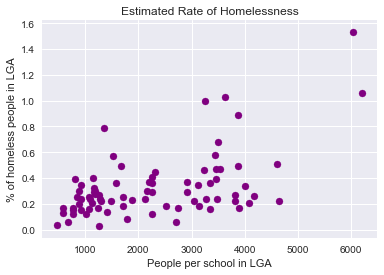 Estimated Rate of Homelessness
% of homeless people in LGA
1.6
1.4
1.2
1.0
0.8
0.6
0.4
0.2
0.0
1000 2000 3000 4000 5000 6000
People per school in LGA